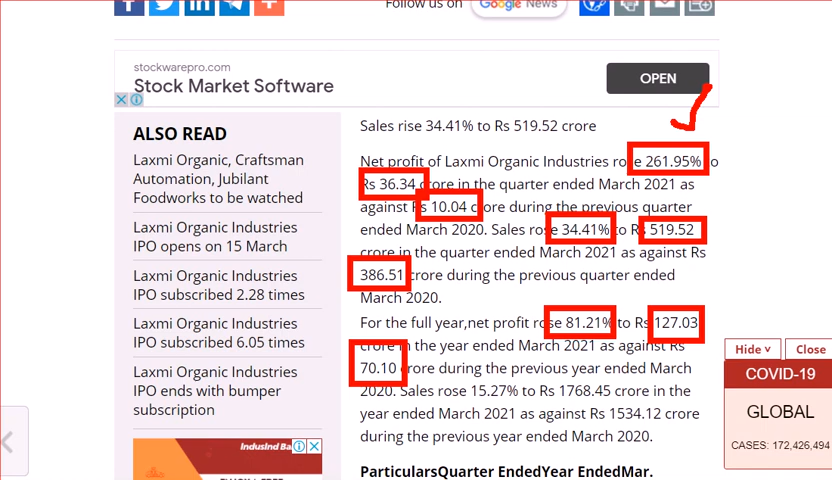 Follow us on
Google News
stockwarepro.com
Stock Market Software
OPEN
ALSO READ
Laxmi Organic, Craftsman
Automation, Jubilant
Foodworks to be watched
Laxmi Organic Industries
IPO opens on 15 March
Laxmi Organic Industries
IPO subscribed 2.28 times
Laxmi Organic Industries
IPO subscribed 6.05 times
Laxmi Organic Industries
IPO ends with bumper
subscription
IndusInd Ba
Sales rise 34.41% to Rs 519.52 crore
Net profit of Laxmi Organic Industries rose 261.95% to
Rs 36.34 crore in the quarter ended March 2021 as
against Rs 10.04 crore during the previous quarter
ended March 2020. Sales rose 34.41% to Rs 519.52
crore in the quarter ended March 2021 as against Rs
386.51 crore during the previous quarter ended
March 2020.
For the full year,net profit rose 81.21% to Rs 127.03
crore in the year ended March 2021 as against Rs
70.10 crore during the previous year ended March
2020. Sales rose 15.27% to Rs 1768.45 crore in the
year ended March 2021 as against Rs 1534.12 crore
during the previous year ended March 2020.
ParticularsQuarter EndedYear EndedMar.
Hide v
Close
COVID-19
GLOBAL
CASES: 172,426,494